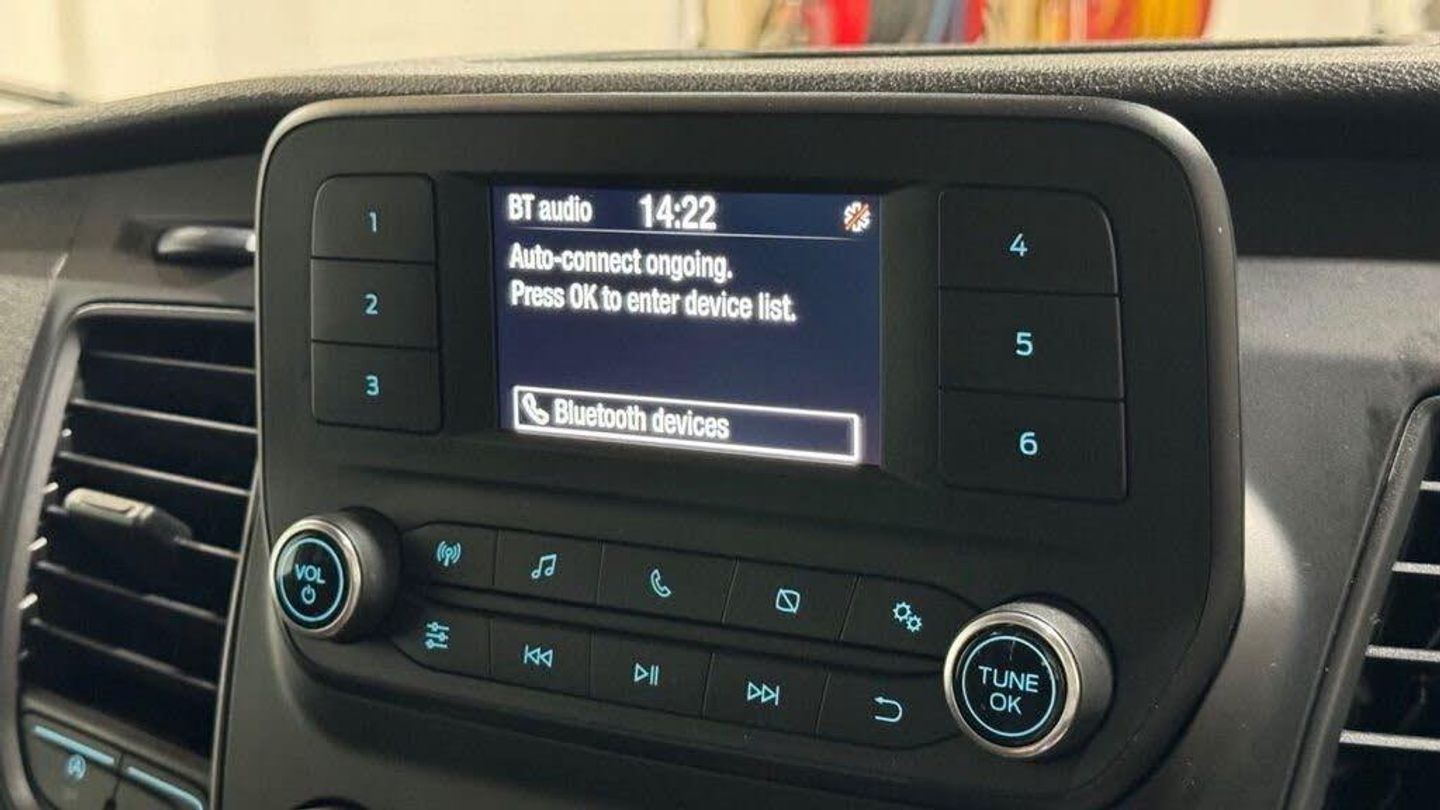 BT audio 14:22
Auto-connect ongoing.
Press OK to enter device list.
Bluetooth devices
1
2
3
4
5
6
VOL
TUNE
OK
A